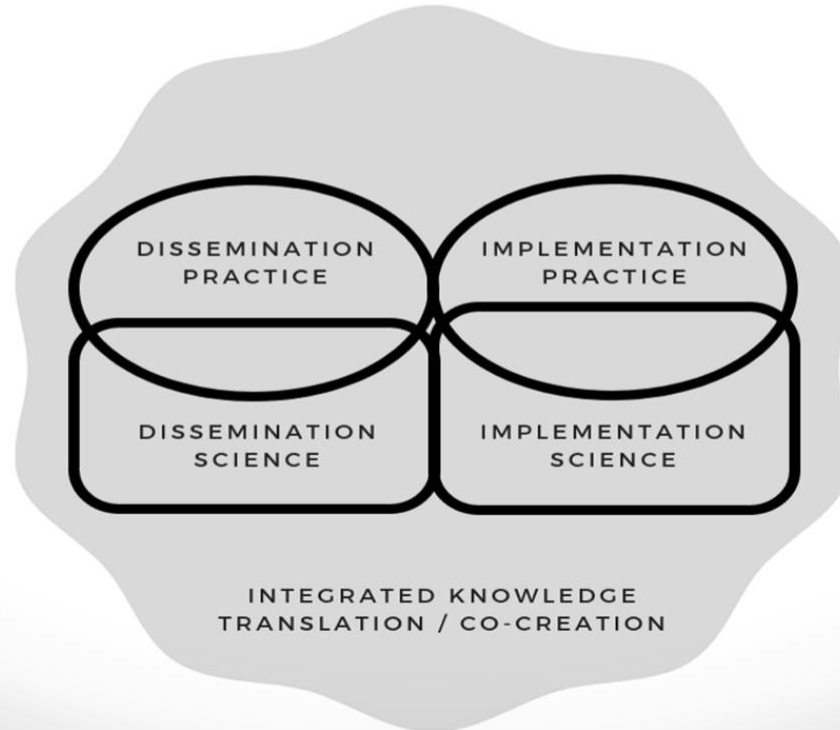 DISSEMINATION
PRACTICE
IMPLEMENTATION
PRACTICE
DISSEMINATION
SCIENCE
IMPLEMENTATION
SCIENCE
INTEGRATED KNOWLEDGE
TRANSLATION / CO-CREATION